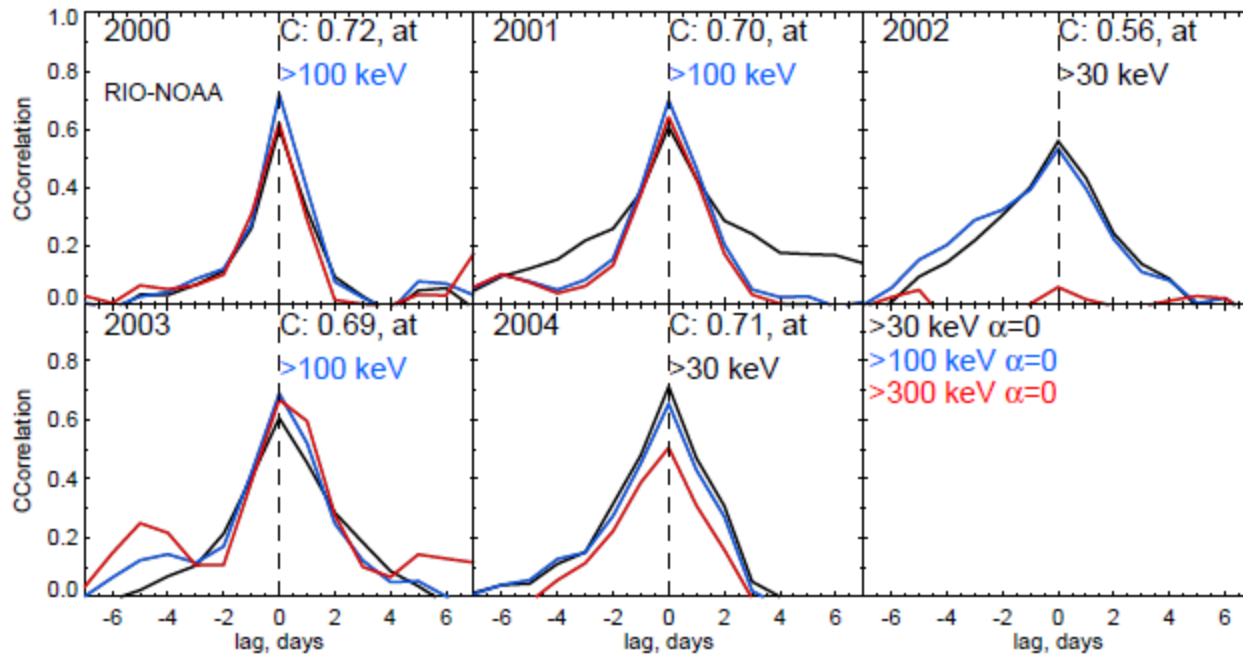 2000 C: 0.72, at
>100 keV
RIO-NOAA
2001 C: 0.70, at
>100 keV
2002 C: 0.56, at
>30 keV
1.0
0.8
0.6
0.4
0.2
0.0
CCorrelation
2003 C: 0.69, at
>100 keV
2004 C: 0.71, at
>30 keV
>30 keV α=0
>100 keV α=0
>300 keV α=0
0.8
0.6
0.4
0.2
0.0
CCorrelation
-6 -4 -2 0 2 4 6
lag, days
-6 -4 -2 0 2 4 6
lag, days
-6 -4 -2 0 2 4 6
lag, days